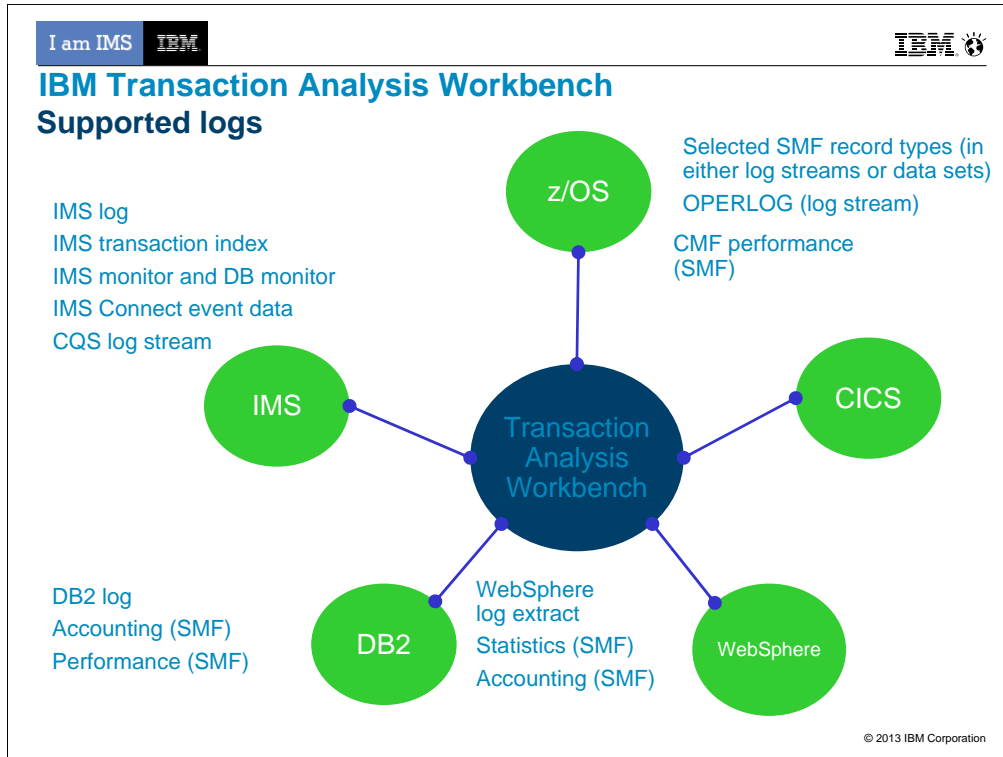 I am IMS
IBM
IBM
IBM Transaction Analysis Workbench
Supported logs
Selected SMF record types (in
either log streams or data sets)
OPERLOG (log stream)
z/OS
IMS log
IMS transaction index
IMS monitor and DB monitor
IMS Connect event data
CQS log stream
CMF performance
(SMF)
IMS
CICS
Transaction
Analysis
Workbench
DB2 log
Accounting (SMF)
Performance (SMF)
DB2
WebSphere
log extract
Statistics (SMF)
Accounting (SMF)
WebSphere
© 2013 IBM Corporation